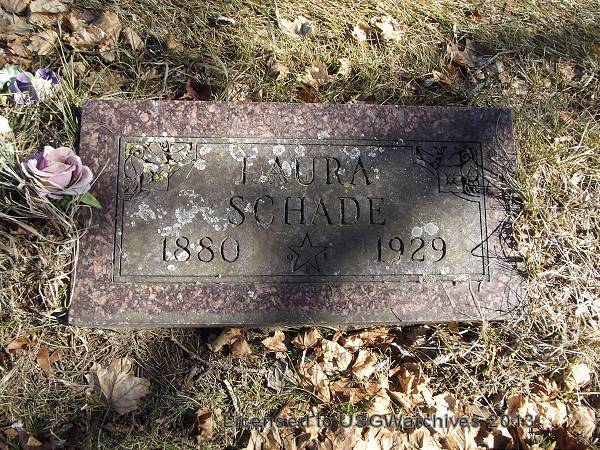 LAURA
SCHADE
1880 1929
Licensed to USGWarchives 2013